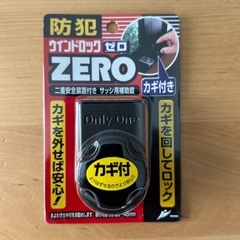 防犯
ウインドロック ゼロ
ZERO
二重安全装置付き サッシ用補助錠
カギ付き
カギを外せば安心!
カギを回してロック
Only One
カギ付